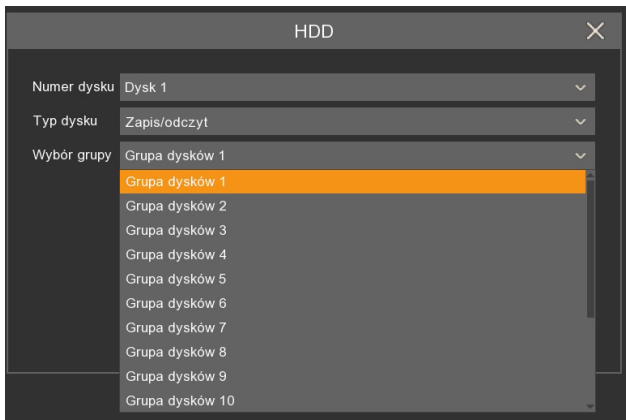 HDD
Numer dysku Dysk 1
Typ dysku Zapis/odczyt
Wybór grupy Grupa dysków 1
Grupa dysków 1
Grupa dysków 2
Grupa dysków 3
Grupa dysków 4
Grupa dysków 5
Grupa dysków 6
Grupa dysków 7
Grupa dysków 8
Grupa dysków 9
Grupa dysków 10